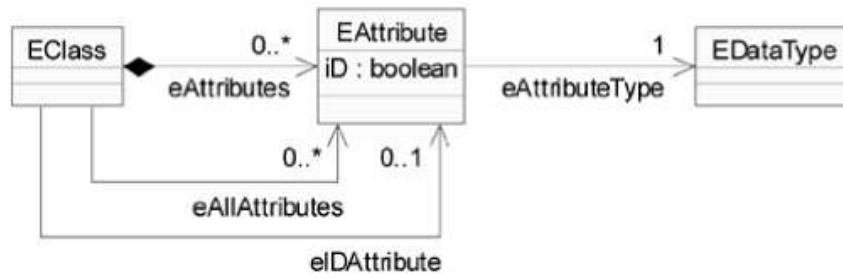 EClass
0..*
eAttributes
EAttribute
iD : boolean
1
eAttributeType
EDataType
0..*
0..1
eAllAttributes
eIDAttribute